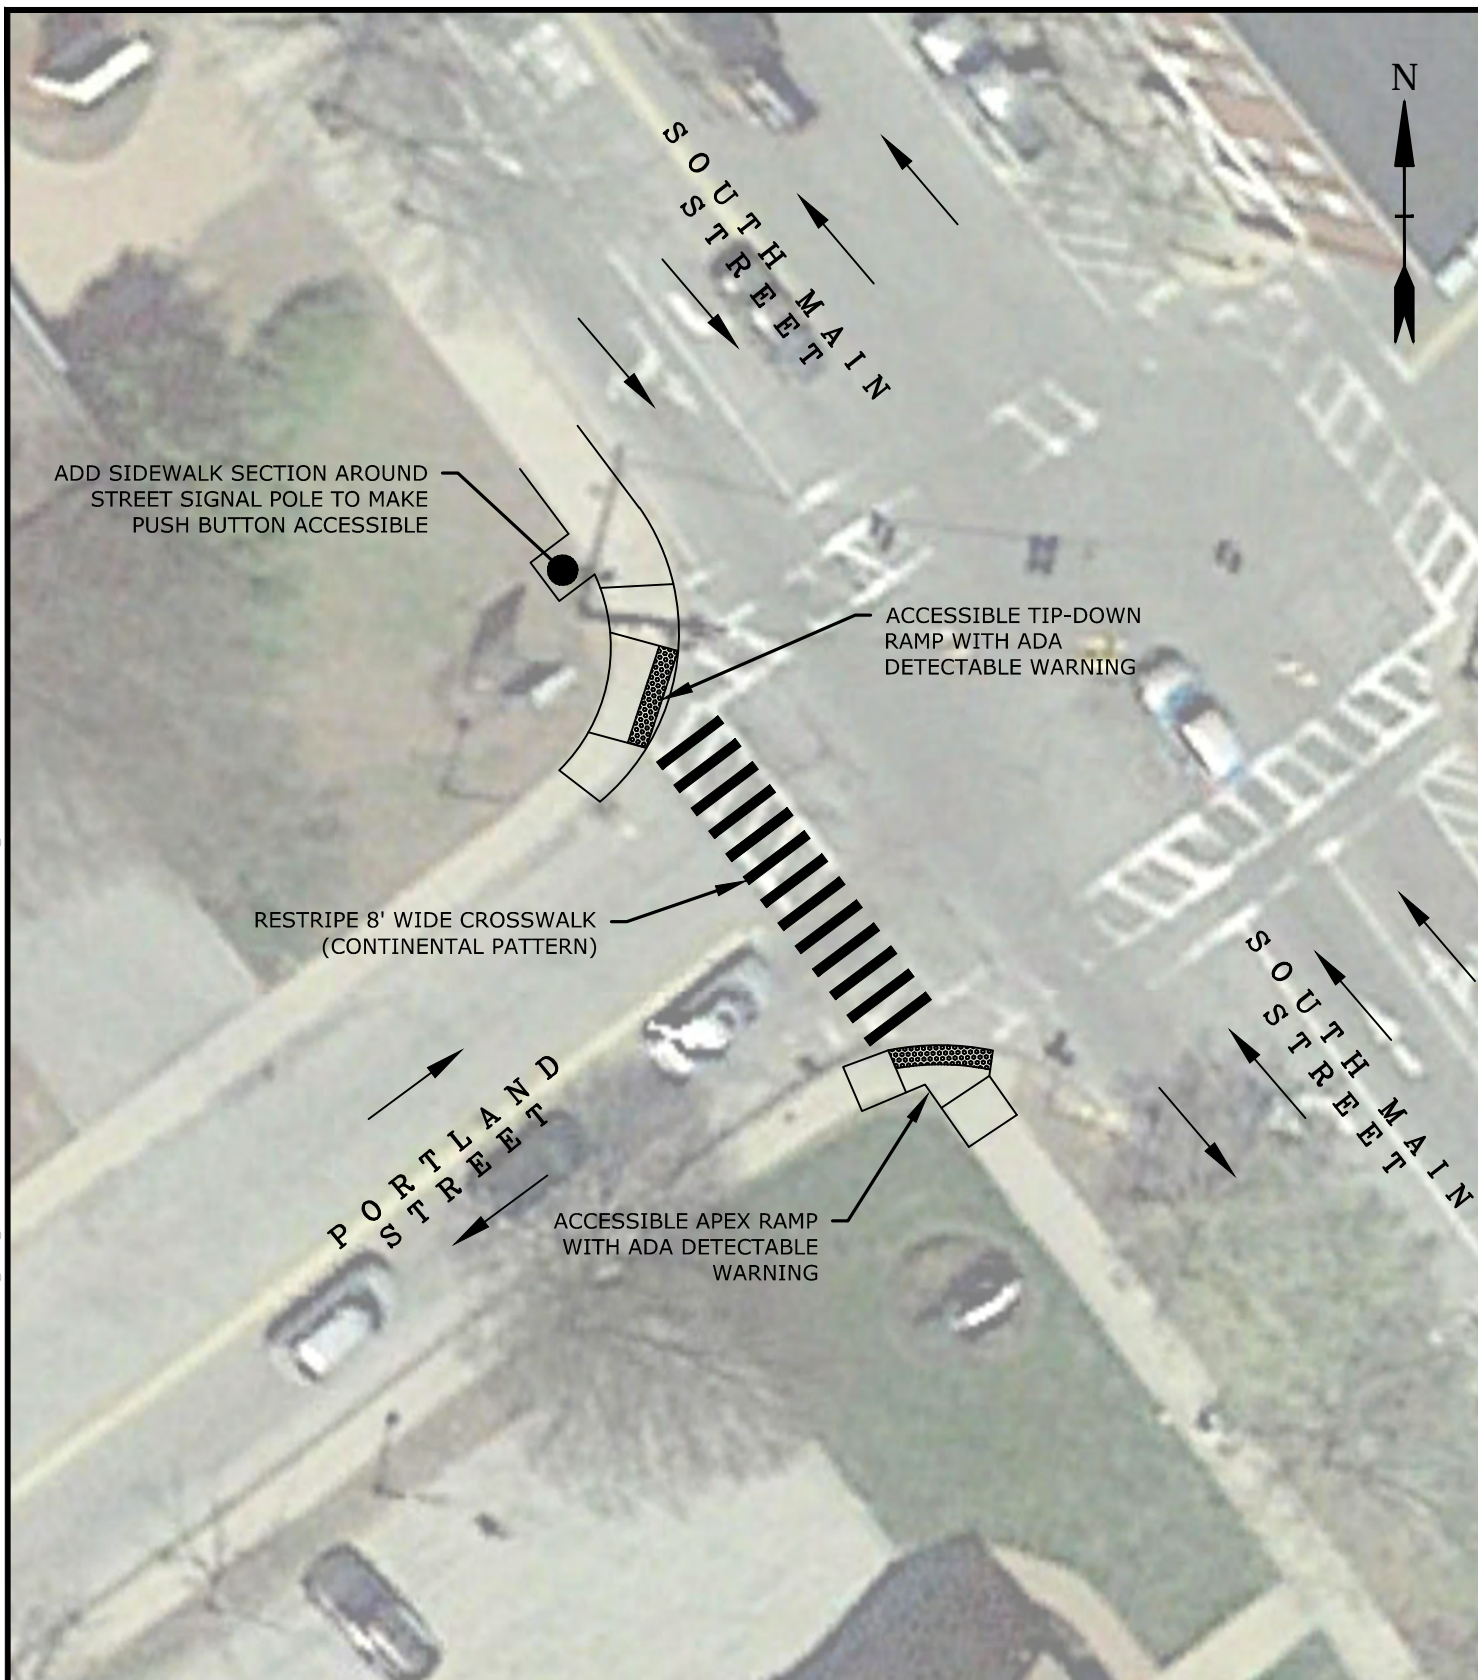 N
SOUTH MAIN
STREET
ADD SIDEWALK SECTION AROUND
STREET SIGNAL POLE TO MAKE
PUSH BUTTON ACCESSIBLE
ACCESSIBLE TIP-DOWN
RAMP WITH ADA
DETECTABLE WARNING
RESTRIPE 8' WIDE CROSSWALK
(CONTINENTAL PATTERN)
SOUTH MAIN
STREET
PORTLAND
STREET
ACCESSIBLE APEX RAMP
WITH ADA DETECTABLE
WARNING